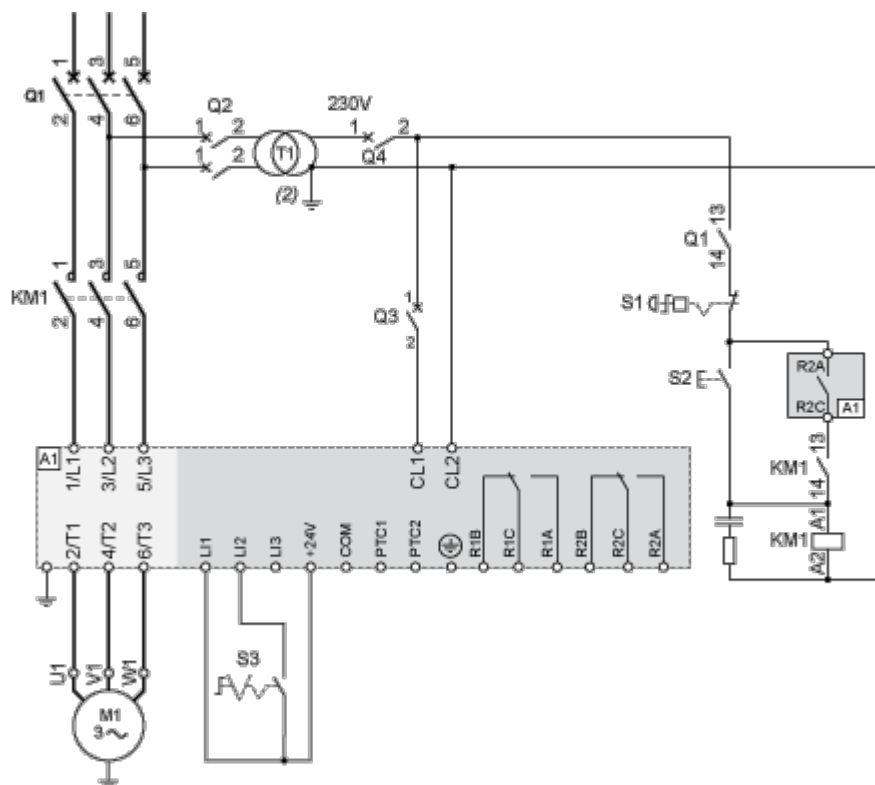 1 3 5
Q1
2 4 6
Q2
1 2
1 2
T1
(2)
230V
1 2
Q4
13
Q1
14
1 3 5
KM1
2 4 6
1
Q3
2
S1
S2
R2A
R2C
A1
13
KM1
14
A1
KM1
A2
A1
1/L1 3/L2 5/L3
CL1 CL2
2/T1 4/T2 6/T3
LI1 LI2 LI3 +24V COM PTC1 PTC2 R1B R1C R1A R2B R2C R2A
S3
U1 V1 W1
M1
3 ~